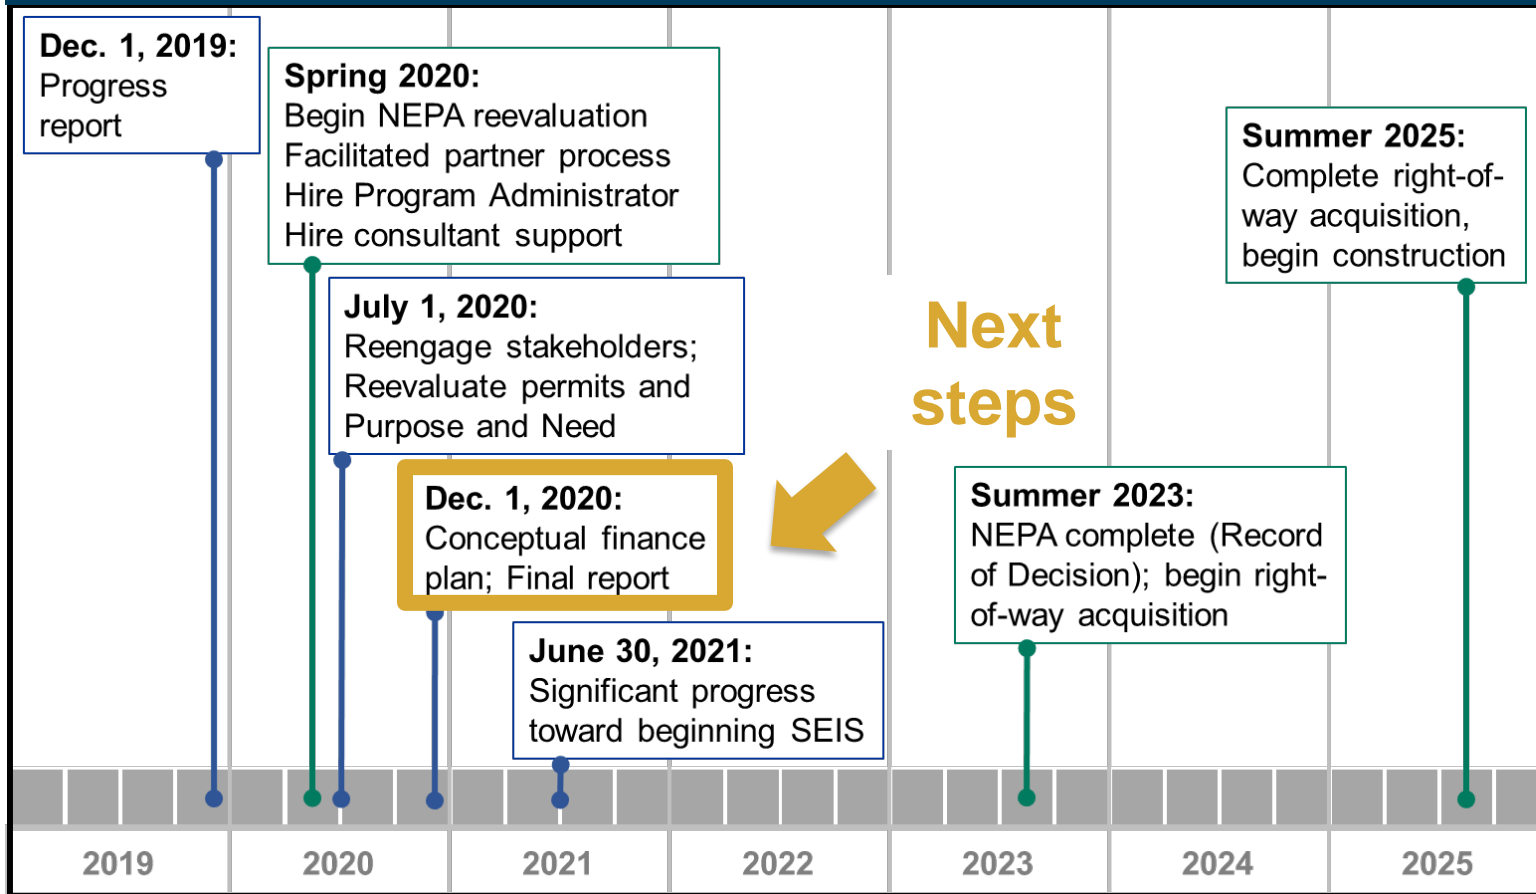 Dec. 1, 2019:
Progress
report
Spring 2020:
Begin NEPA reevaluation
Facilitated partner process
Hire Program Administrator
Hire consultant support
July 1, 2020:
Reengage stakeholders;
Reevaluate permits and
Purpose and Need
Dec. 1, 2020:
Conceptual finance
plan; Final report
June 30, 2021:
Significant progress
toward beginning SEIS
Next
steps
Summer 2023:
NEPA complete (Record
of Decision); begin right-
of-way acquisition
Summer 2025:
Complete right-of-
way acquisition,
begin construction
2019 2020 2021 2022 2023 2024 2025